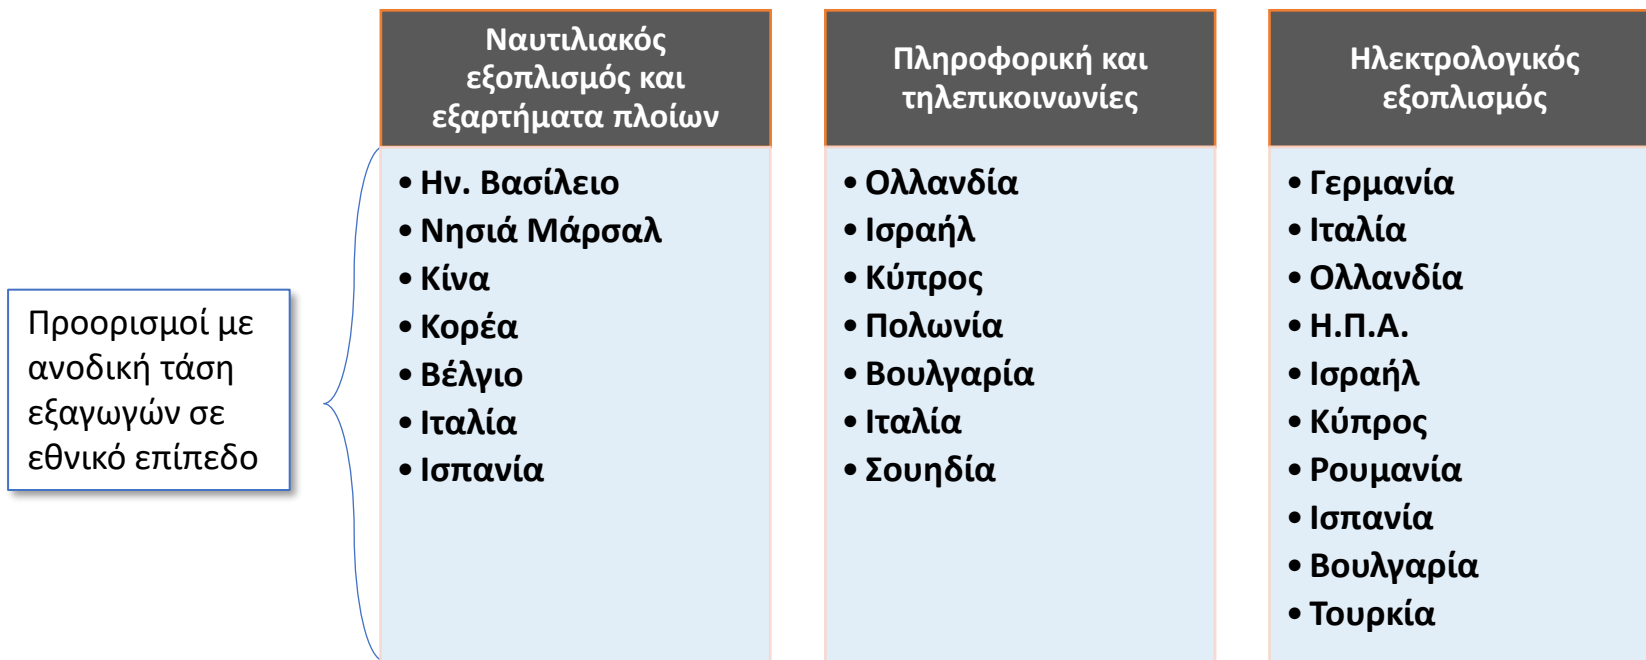 Προορισμοί με
ανοδική τάση
εξαγωγών σε
εθνικό επίπεδο
Ναυτιλιακός
εξοπλισμός και
εξαρτήματα πλοίων
• Ην. Βασίλειο
• Νησιά Μάρσαλ
• Κίνα
• Κορέα
• Βέλγιο
• Ιταλία
• Ισπανία
Πληροφορική και
τηλεπικοινωνίες
• Ολλανδία
• Ισραήλ
• Κύπρος
• Πολωνία
• Βουλγαρία
• Ιταλία
• Σουηδία
Ηλεκτρολογικός
εξοπλισμός
• Γερμανία
• Ιταλία
• Ολλανδία
• Η.Π.Α.
• Ισραήλ
• Κύπρος
• Ρουμανία
• Ισπανία
• Βουλγαρία
• Τουρκία